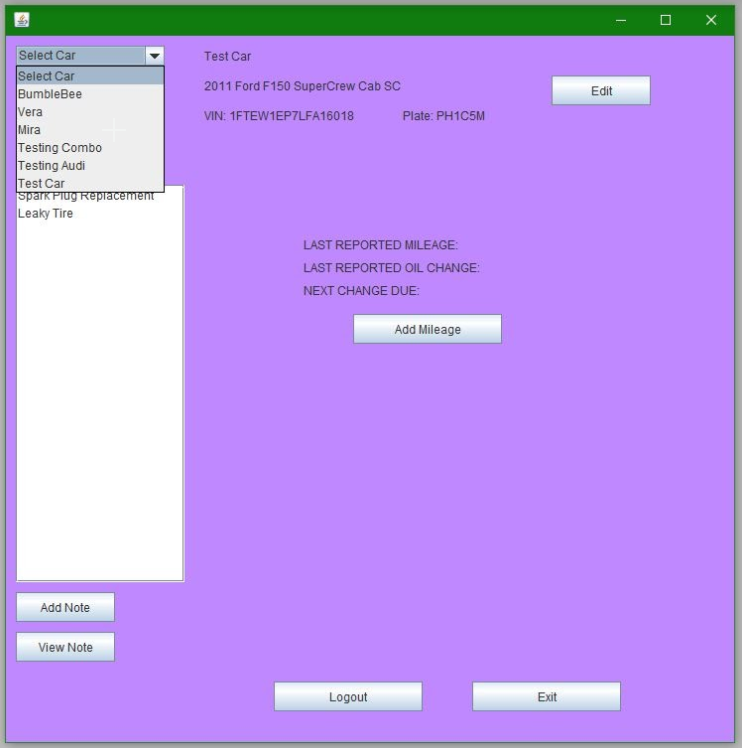 Select Car
Select Car
BumbleBee
Vera
Mira
Testing Combo
Testing Audi
Test Car
Spark Plug Replacement
Leaky Tire
Add Note
View Note
Test Car
2011 Ford F150 SuperCrew Cab SC
VIN: 1FTEW1EP7LFA16018 Plate: PH1C5M
Edit
LAST REPORTED MILEAGE:
LAST REPORTED OIL CHANGE:
NEXT CHANGE DUE:
Add Mileage
Logout Exit